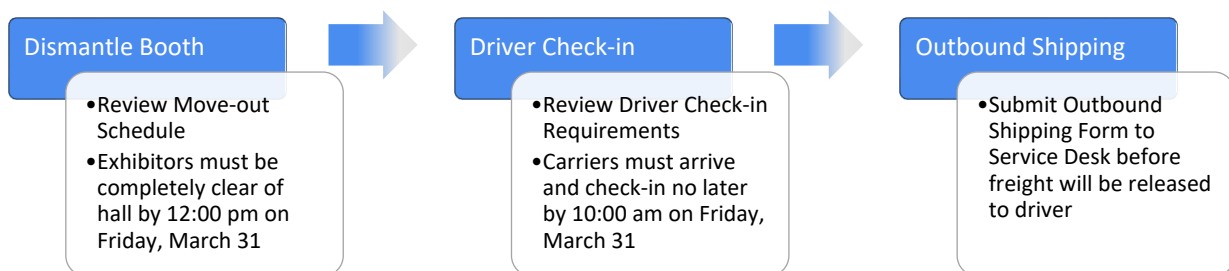 Dismantle Booth
•Review Move-out
Schedule
•Exhibitors must be
completely clear of
hall by 12:00 pm on
Friday, March 31
Driver Check-in
•Review Driver Check-in
Requirements
•Carriers must arrive
and check-in no later
by 10:00 am on Friday,
March 31
Outbound Shipping
•Submit Outbound
Shipping Form to
Service Desk before
freight will be released
to driver